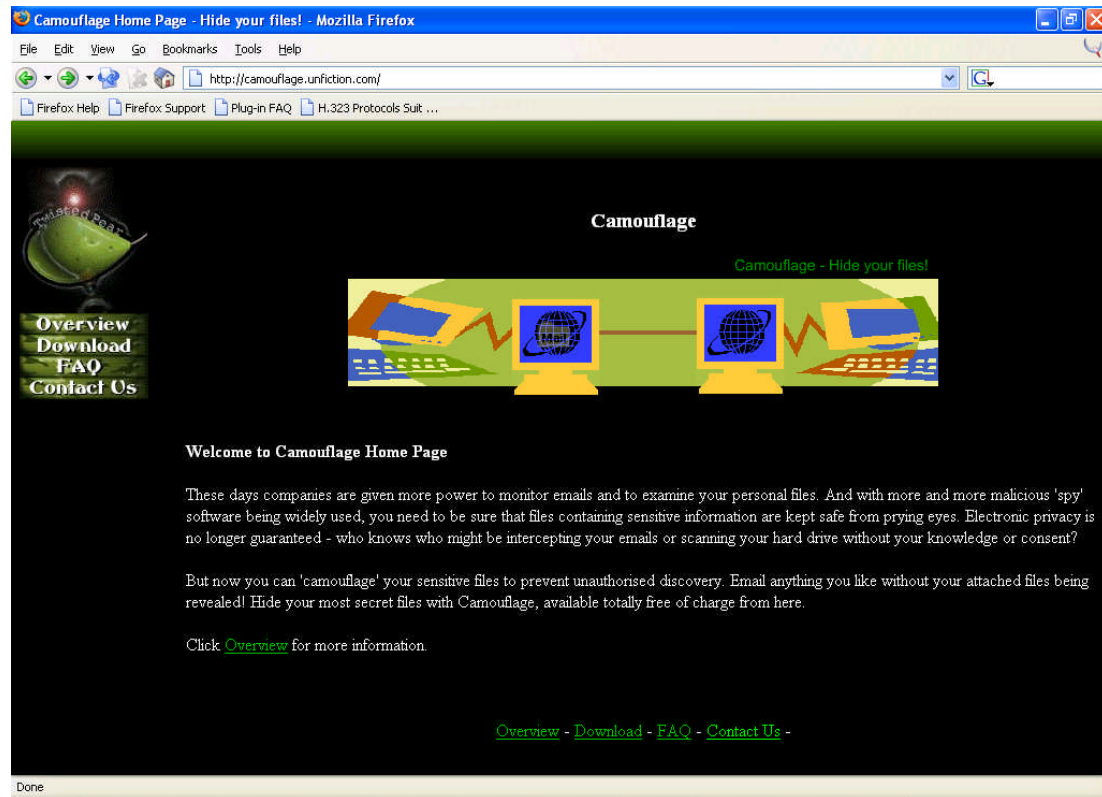 Camouflage Home Page - Hide your files! - Mozilla Firefox
File Edit View Go Bookmarks Tools Help
http://camouflage.unfiction.com/
G
Firefox Help Firefox Support Plug-in FAQ H.323 Protocols Suit ...
Twisted Pear
Overview
Download
FAQ
Contact Us
Camouflage
Camouflage - Hide your files!
Mail
Welcome to Camouflage Home Page
These days companies are given more power to monitor emails and to examine your personal files. And with more and more malicious 'spy'
software being widely used, you need to be sure that files containing sensitive information are kept safe from prying eyes. Electronic privacy is
no longer guaranteed - who knows who might be intercepting your emails or scanning your hard drive without your knowledge or consent?
But now you can 'camouflage' your sensitive files to prevent unauthorised discovery. Email anything you like without your attached files being
revealed! Hide your most secret files with Camouflage, available totally free of charge from here.
Click Overview for more information.
Overview - Download - FAQ - Contact Us -
Done